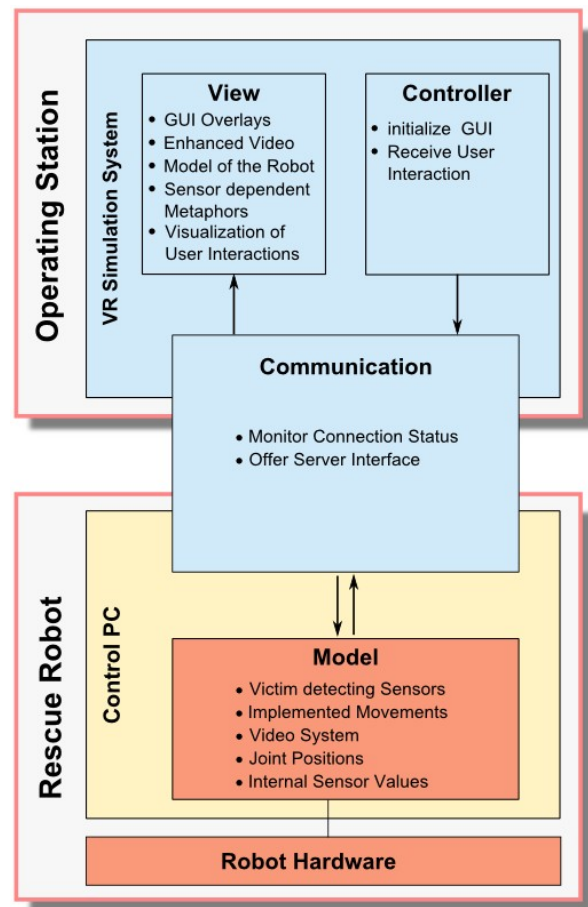 Operating Station
VR Simulation System
View
• GUI Overlays
• Enhanced Video
• Model of the Robot
• Sensor dependent
Metaphors
• Visualization of
User Interactions
Controller
• initialize GUI
• Receive User
Interaction
Communication
• Monitor Connection Status
• Offer Server Interface
Rescue Robot
Control PC
Model
• Victim detecting Sensors
• Implemented Movements
• Video System
• Joint Positions
• Internal Sensor Values
Robot Hardware